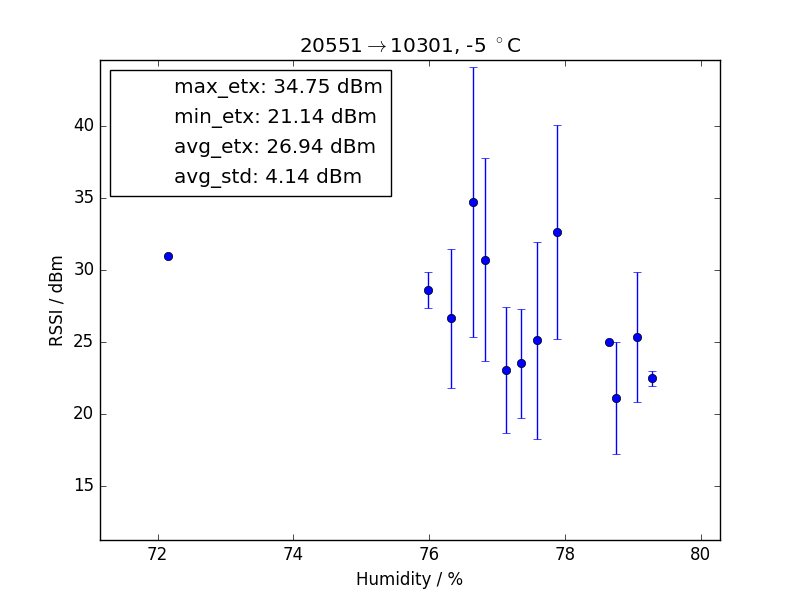 20551→10301, -5 °C
max_etx: 34.75 dBm
min_etx: 21.14 dBm
avg_etx: 26.94 dBm
avg_std: 4.14 dBm
40
35
30
25
20
15
RSSI / dBm
72 74 76 78 80
Humidity / %